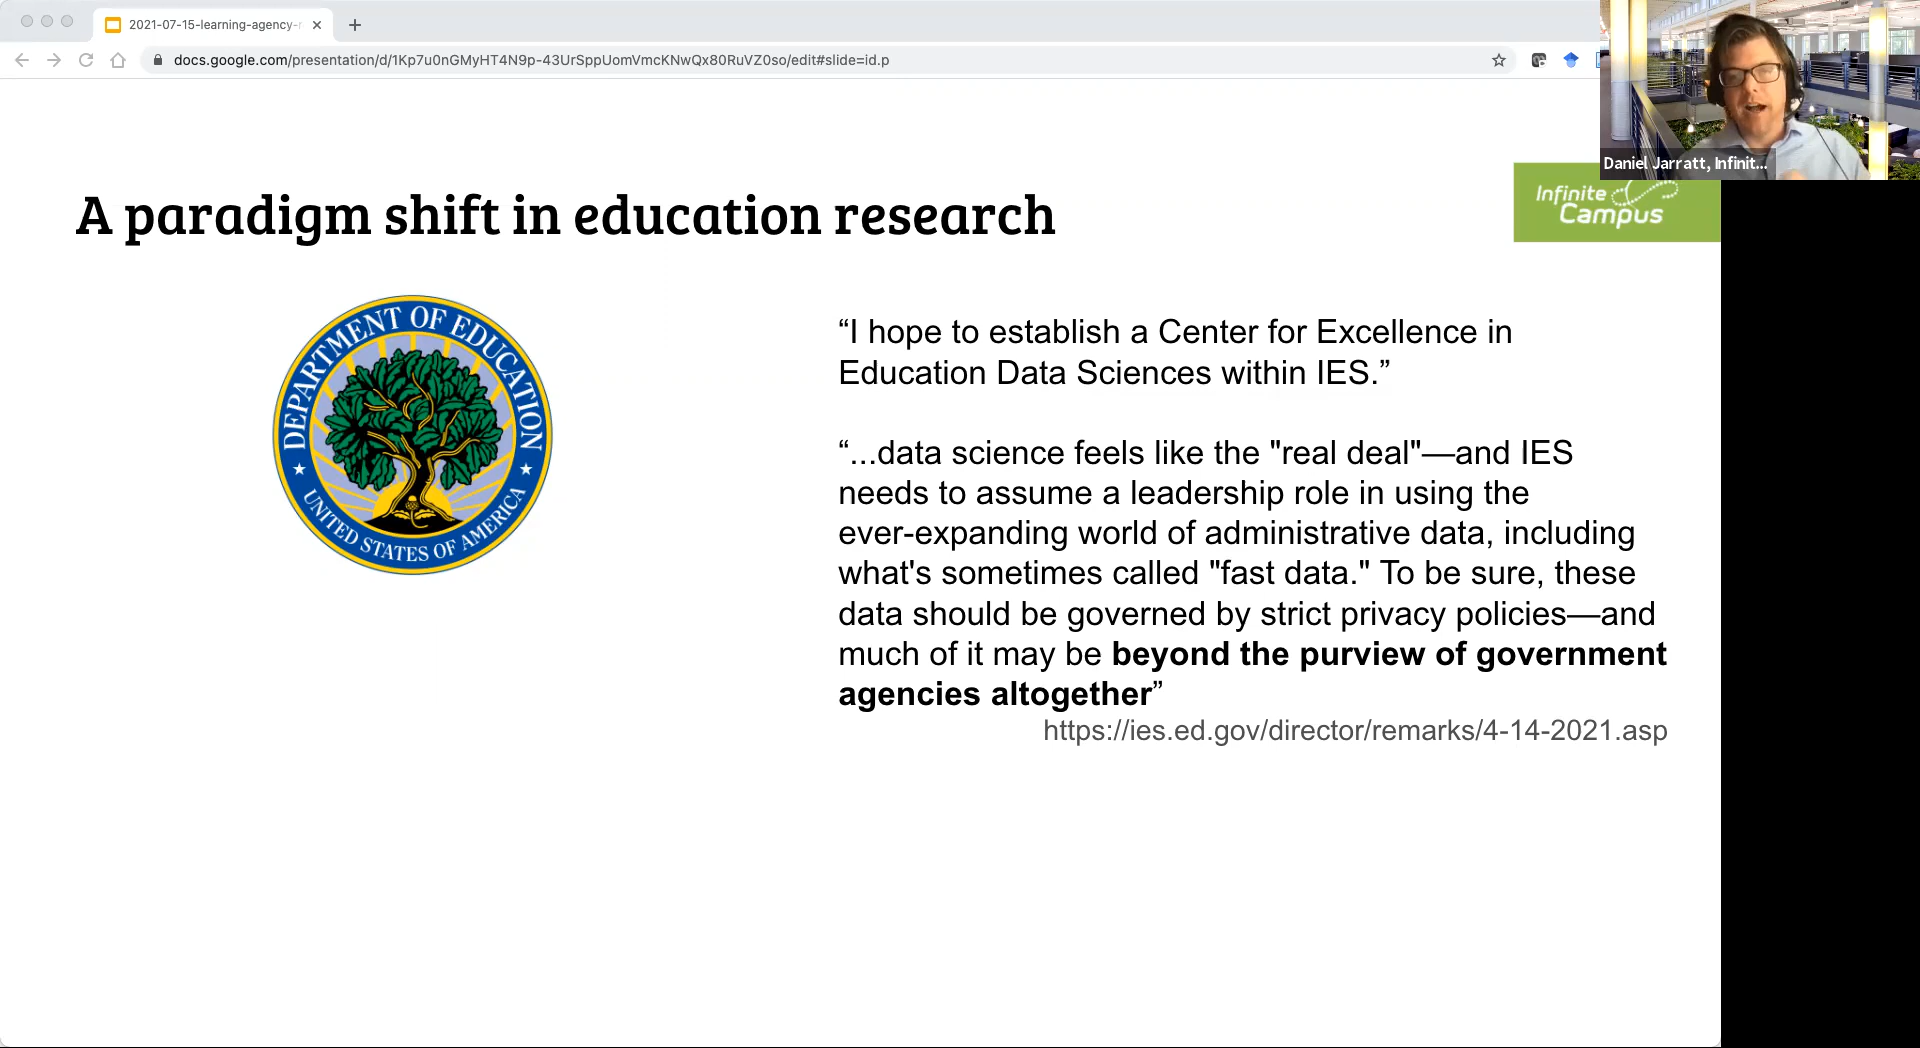 2021-07-15-learning-agency-
docs.google.com/presentation/d/1Kp7u0nGMyHT4N9p-43UrSppUomVmcKNwQx80RuVZ0so/edit#slide=id.p
Daniel Jarratt, Infinit...
Infinite
Campus
A paradigm shift in education research
DEPARTMENT OF EDUCATION
UNITED STATES OF AMERICA
“I hope to establish a Center for Excellence in
Education Data Sciences within IES.”
“...data science feels like the "real deal"—and IES
needs to assume a leadership role in using the
ever-expanding world of administrative data, including
what's sometimes called "fast data." To be sure, these
data should be governed by strict privacy policies—and
much of it may be beyond the purview of government
agencies altogether”
https://ies.ed.gov/director/remarks/4-14-2021.asp